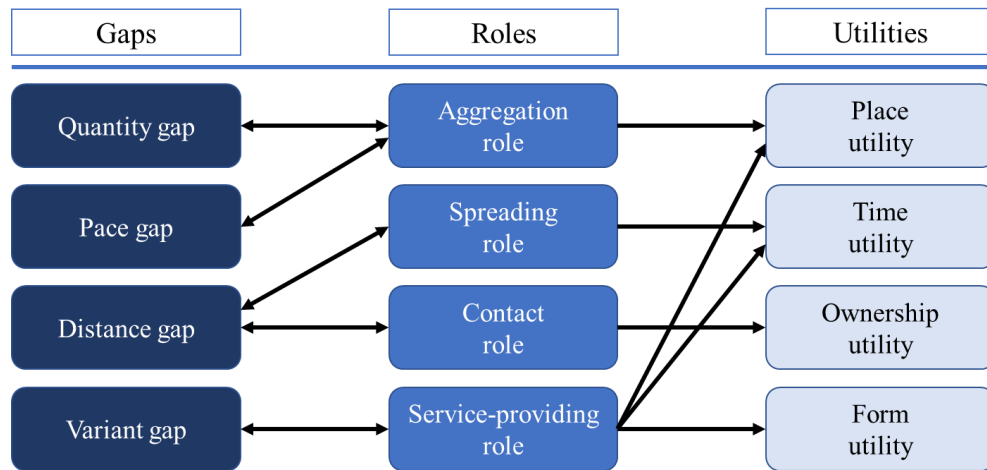 Gaps
Roles
Utilities
Quantity gap
Aggregation
role
Place
utility
Pace gap
Spreading
role
Time
utility
Distance gap
Contact
role
Ownership
utility
Variant gap
Service-providing
role
Form
utility